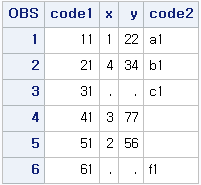 OBS code1 x y code2
1 11 1 22 a1
2 21 4 34 b1
3 31 . . c1
4 41 3 77
5 51 2 56
6 61 . . f1